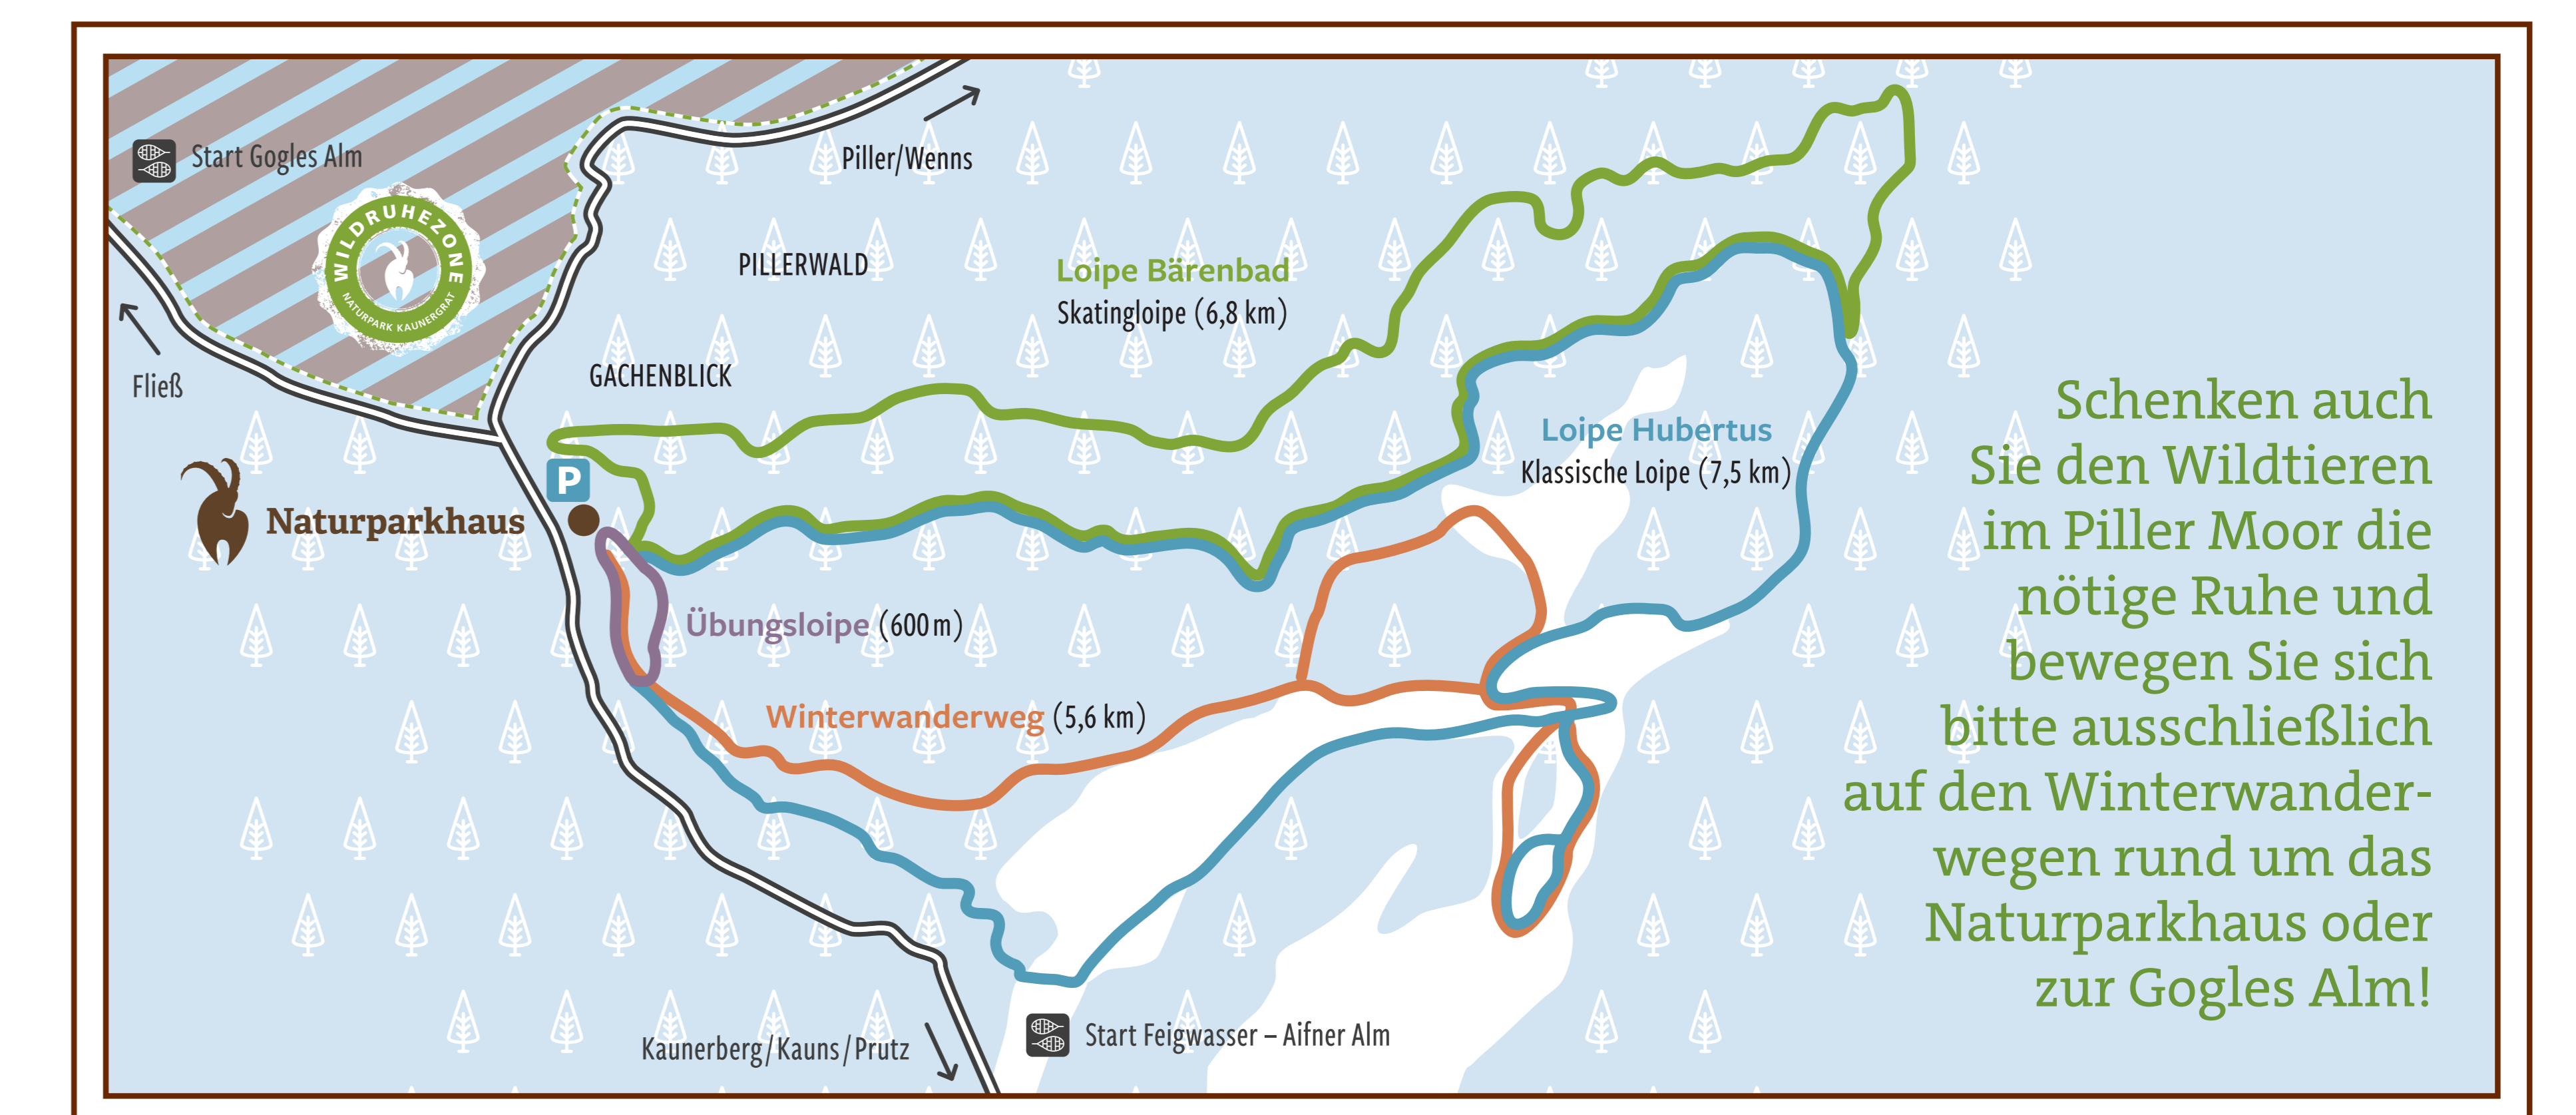 Start Gogles Alm
WILDRUHEZONE
NATURPARK KAUNERGRAT
Piller/Wenns
PILLERWALD
Fließ
GACHENBLICK
Loipe Bärenbad
Skatingloipe (6,8 km)
P
Naturparkhaus
Loipe Hubertus
Klassische Loipe (7,5 km)
Übungsloipe (600 m)
Winterwanderweg (5,6 km)
Kaunerberg/Kauns/Prutz
Start Feigwasser – Aifner Alm
Schenken auch
Sie den Wildtieren
im Piller Moor die
nötige Ruhe und
bewegen Sie sich
bitte ausschließlich
auf den Winterwander-
wegen rund um das
Naturparkhaus oder
zur Gogles Alm!